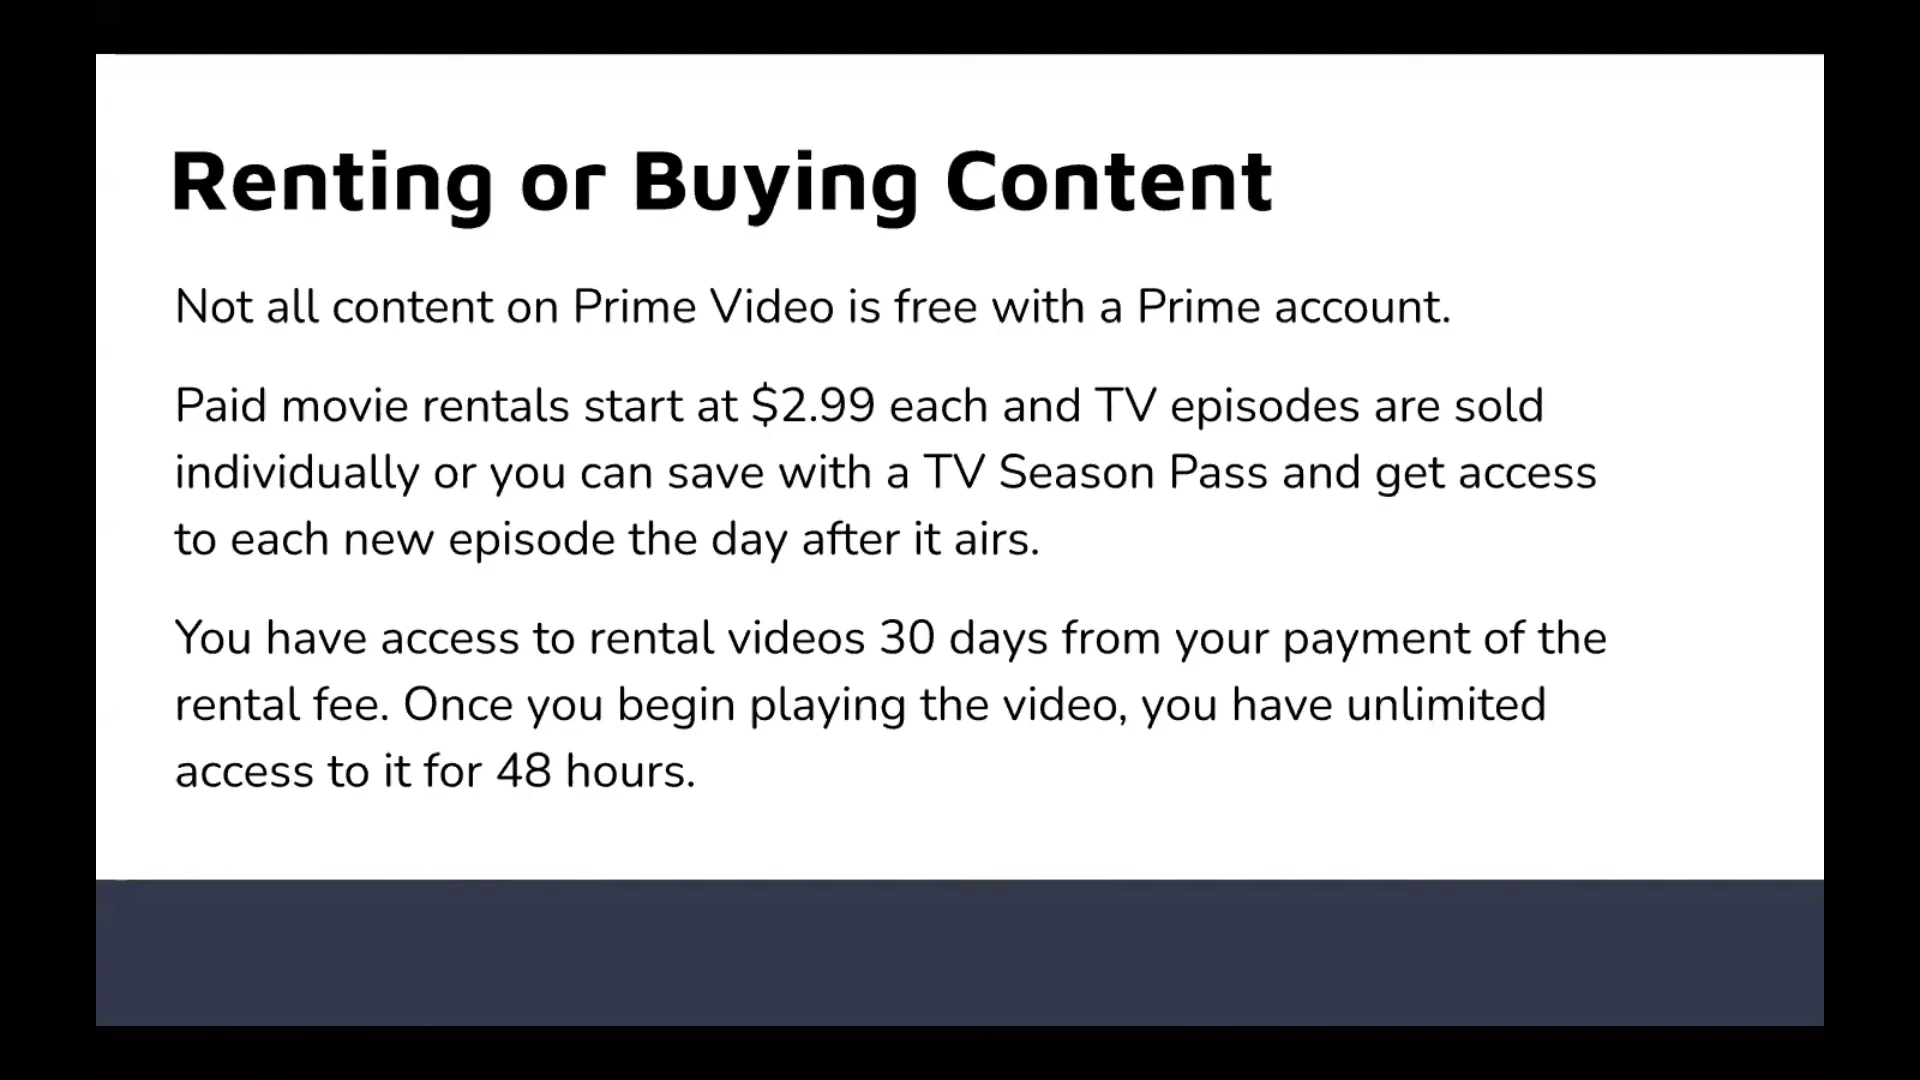 Renting or Buying Content
Not all content on Prime Video is free with a Prime account.
Paid movie rentals start at $2.99 each and TV episodes are sold
individually or you can save with a TV Season Pass and get access
to each new episode the day after it airs.
You have access to rental videos 30 days from your payment of the
rental fee. Once you begin playing the video, you have unlimited
access to it for 48 hours.